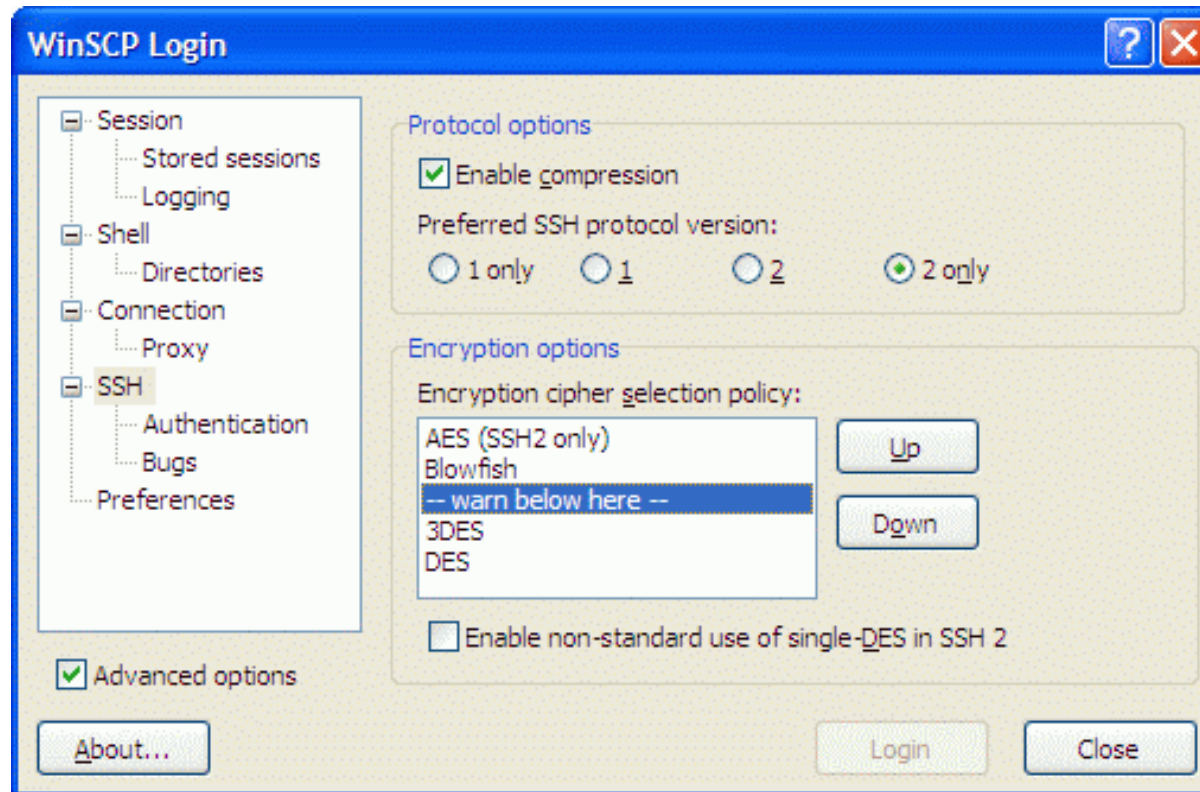 WinSCP Login
?
Session
Stored sessions
Logging
Shell
Directories
Connection
Proxy
SSH
Authentication
Bugs
Preferences
Advanced options
Protocol options
Enable compression
Preferred SSH protocol version:
1 only 1 2 2 only
Encryption options
Encryption cipher selection policy:
AES (SSH2 only)
Blowfish
-- warn below here --
3DES
DES
Up
Down
Enable non-standard use of single-DES in SSH 2
About... Login Close